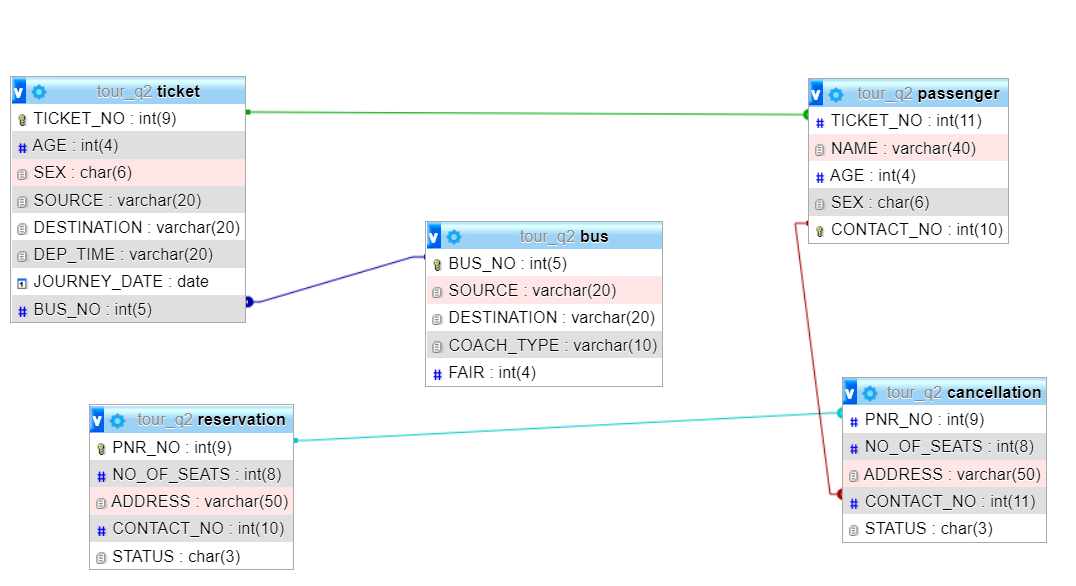 tour_q2 ticket
TICKET_NO : int(9)
AGE : int(4)
SEX : char(6)
SOURCE : varchar(20)
DESTINATION : varchar(20)
DEP_TIME : varchar(20)
JOURNEY_DATE : date
BUS_NO : int(5)
tour_q2 passenger
TICKET_NO : int(11)
NAME : varchar(40)
AGE : int(4)
SEX : char(6)
CONTACT_NO : int(10)
tour_q2 bus
BUS_NO : int(5)
SOURCE : varchar(20)
DESTINATION : varchar(20)
COACH_TYPE : varchar(10)
FAIR : int(4)
tour_q2 reservation
PNR_NO : int(9)
NO_OF_SEATS : int(8)
ADDRESS : varchar(50)
CONTACT_NO : int(10)
STATUS : char(3)
tour_q2 cancellation
PNR_NO : int(9)
NO_OF_SEATS : int(8)
ADDRESS : varchar(50)
CONTACT_NO : int(11)
STATUS : char(3)